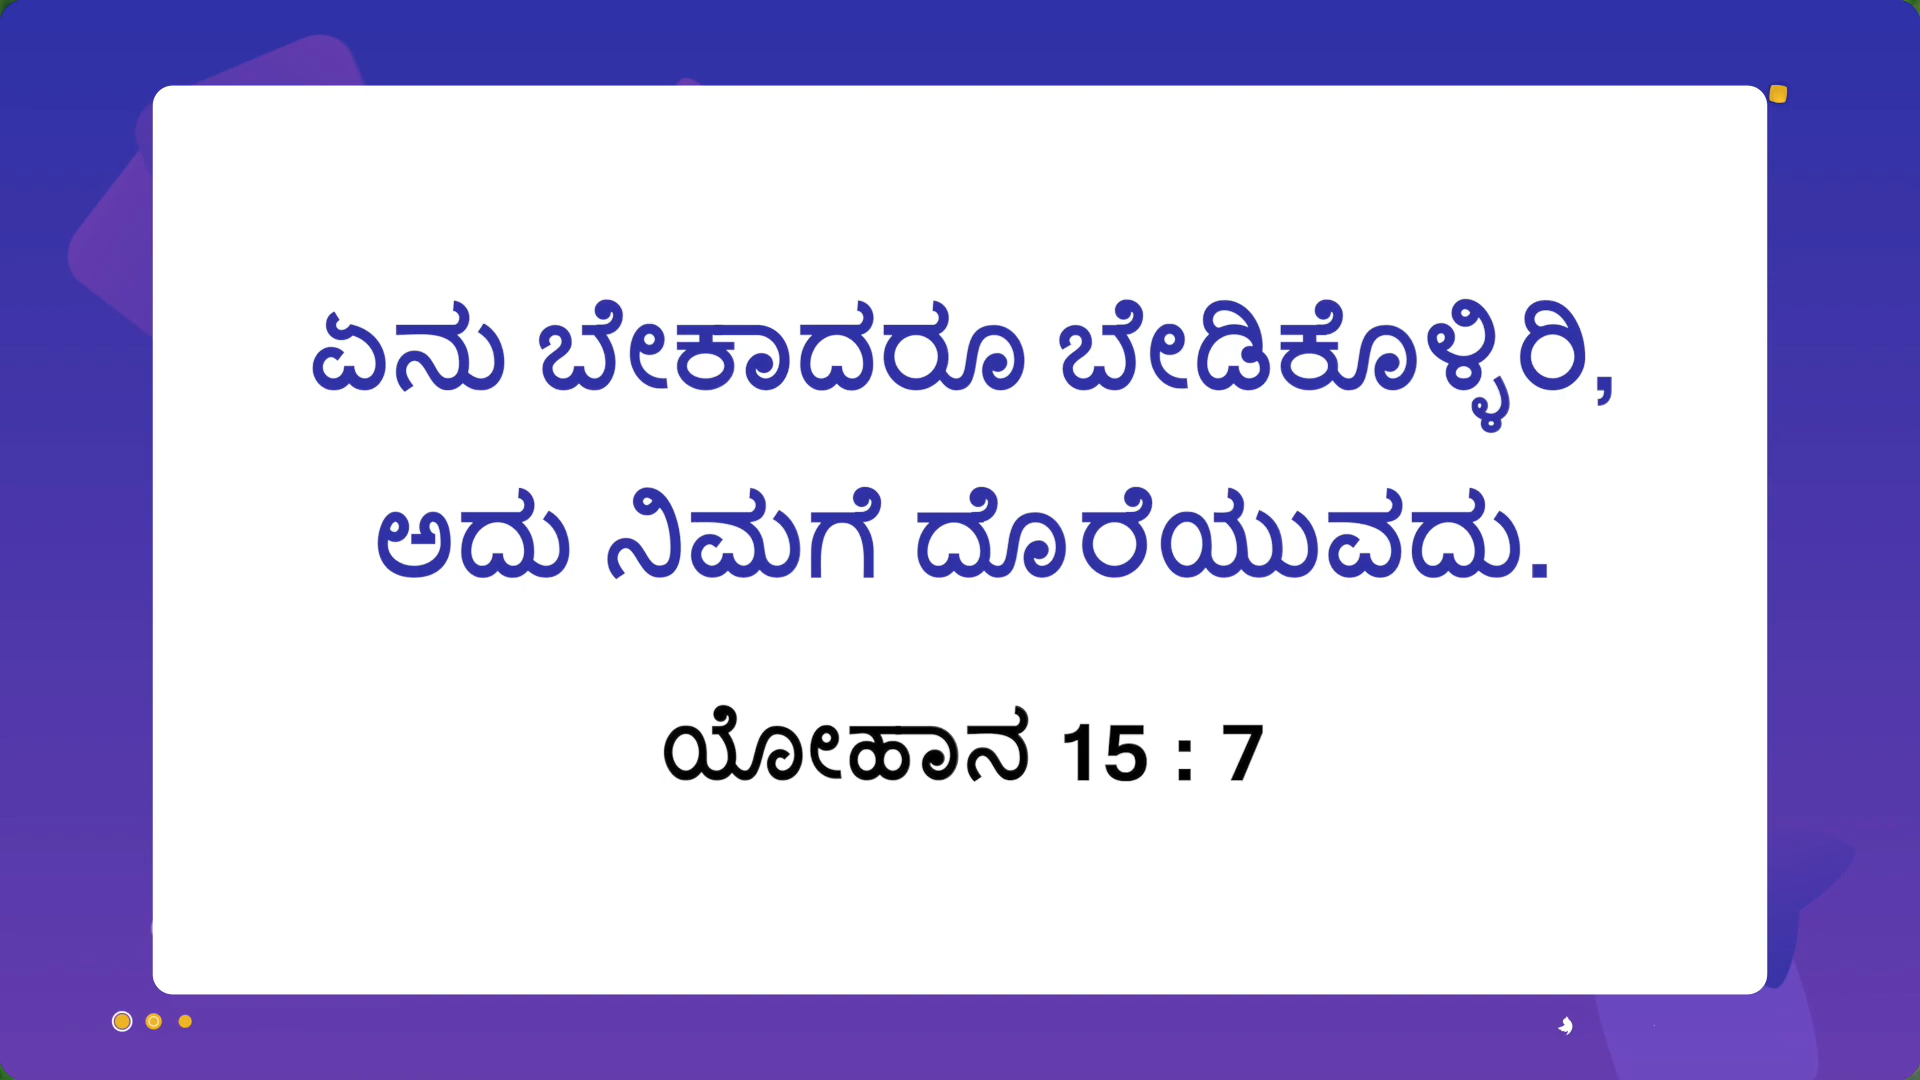 ಏನು ಬೇಕಾದರೂ ಬೇಡಿಕೊಳ್ಳಿರಿ,
ಅದು ನಿಮಗೆ ದೊರೆಯುವದು.
ಯೋಹಾನ 15 : 7